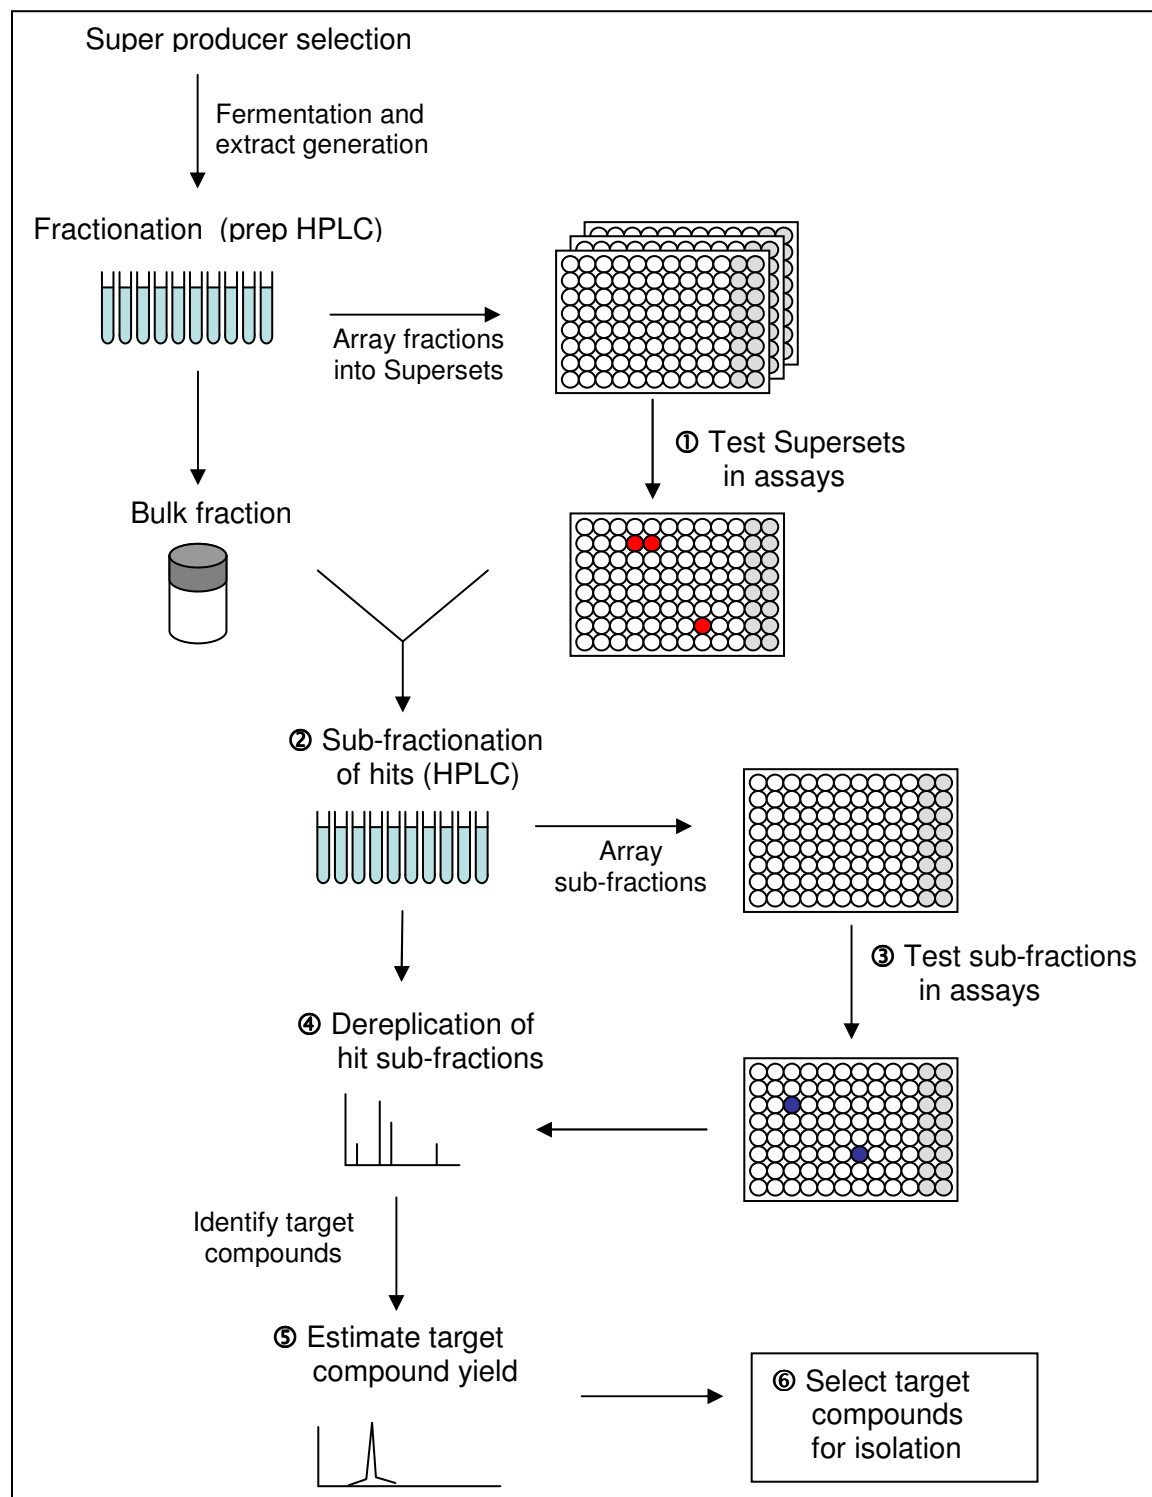 Super producer selection
Fermentation and
extract generation
Fractionation  (prep HPLC)
Array fractions
into Supersets
① Test Supersets
in assays
Bulk fraction
② Sub-fractionation
of hits (HPLC)
Array
sub-fractions
③ Test sub-fractions
in assays
④ Dereplication of
hit sub-fractions
Identify target
compounds
⑤ Estimate target
compound yield
⑥ Select target
compounds
for isolation